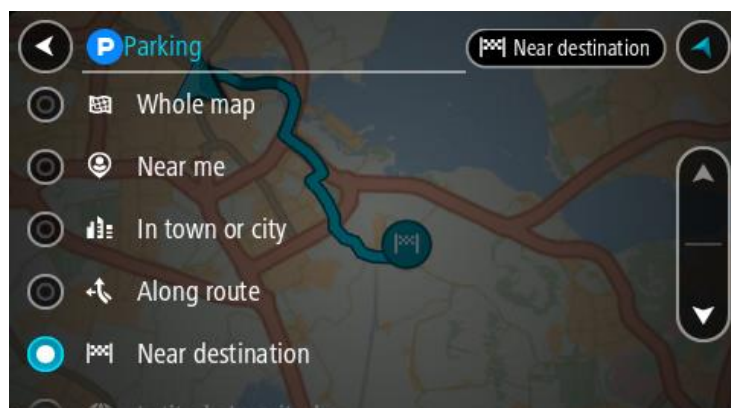 P Parking
Near destination
Whole map
Near me
In town or city
Along route
Near destination